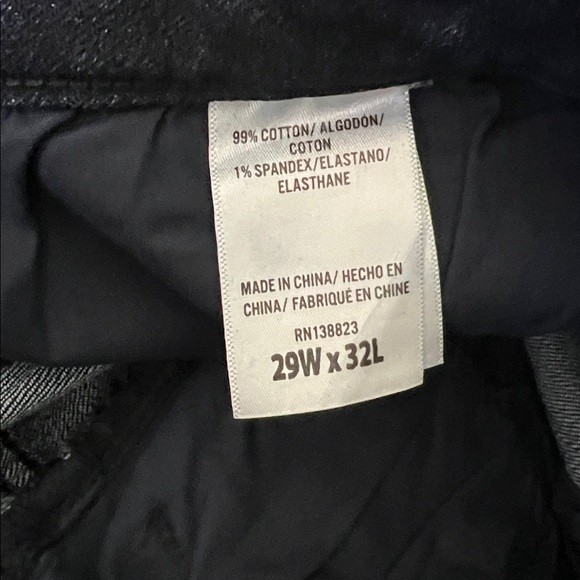 99% COTTON/ ALGODÓN/
COTON
1% SPANDEX/ELASTANO/
ELASTHANE
MADE IN CHINA/ HECHO EN
CHINA/ FABRIQUÉ EN CHINE
RN138823
29W x 32L